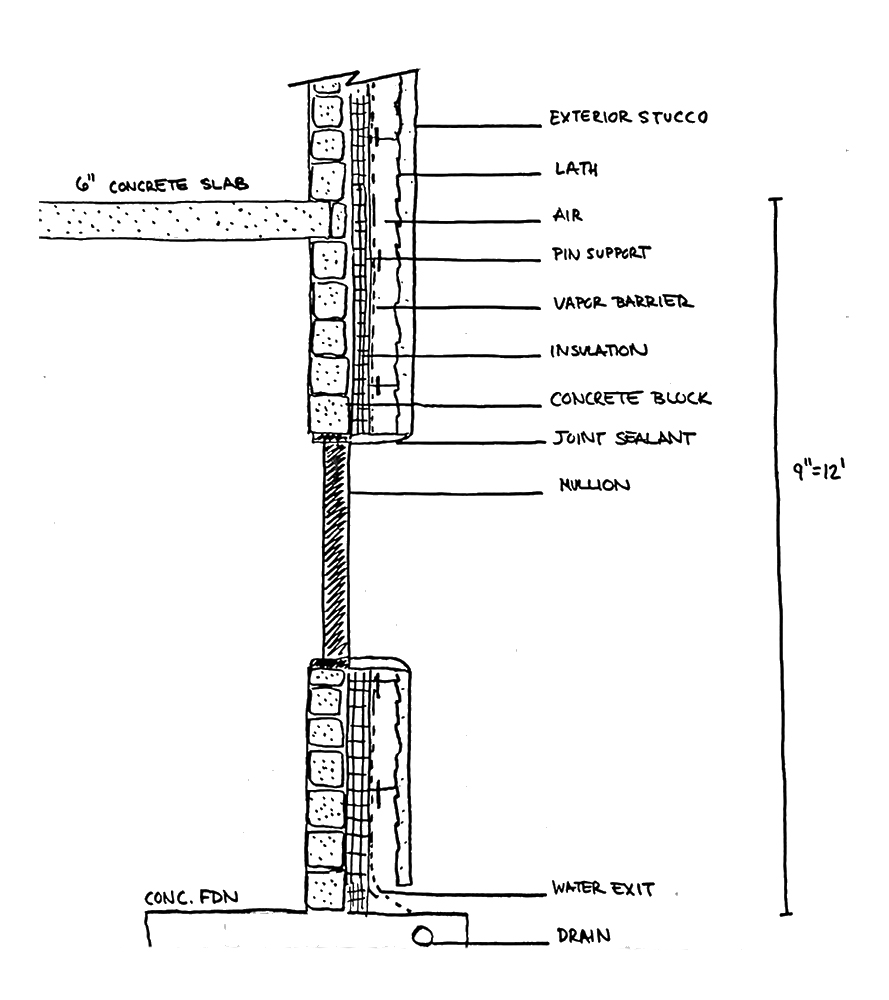 EXTERIOR STUCCO
LATH
6" CONCRETE SLAB
AIR
PIN SUPPORT
VAPOR BARRIER
INSULATION
CONCRETE BLOCK
JOINT SEALANT
9"=12'
MULLION
WATER EXIT
CONC. FDN
DRAIN